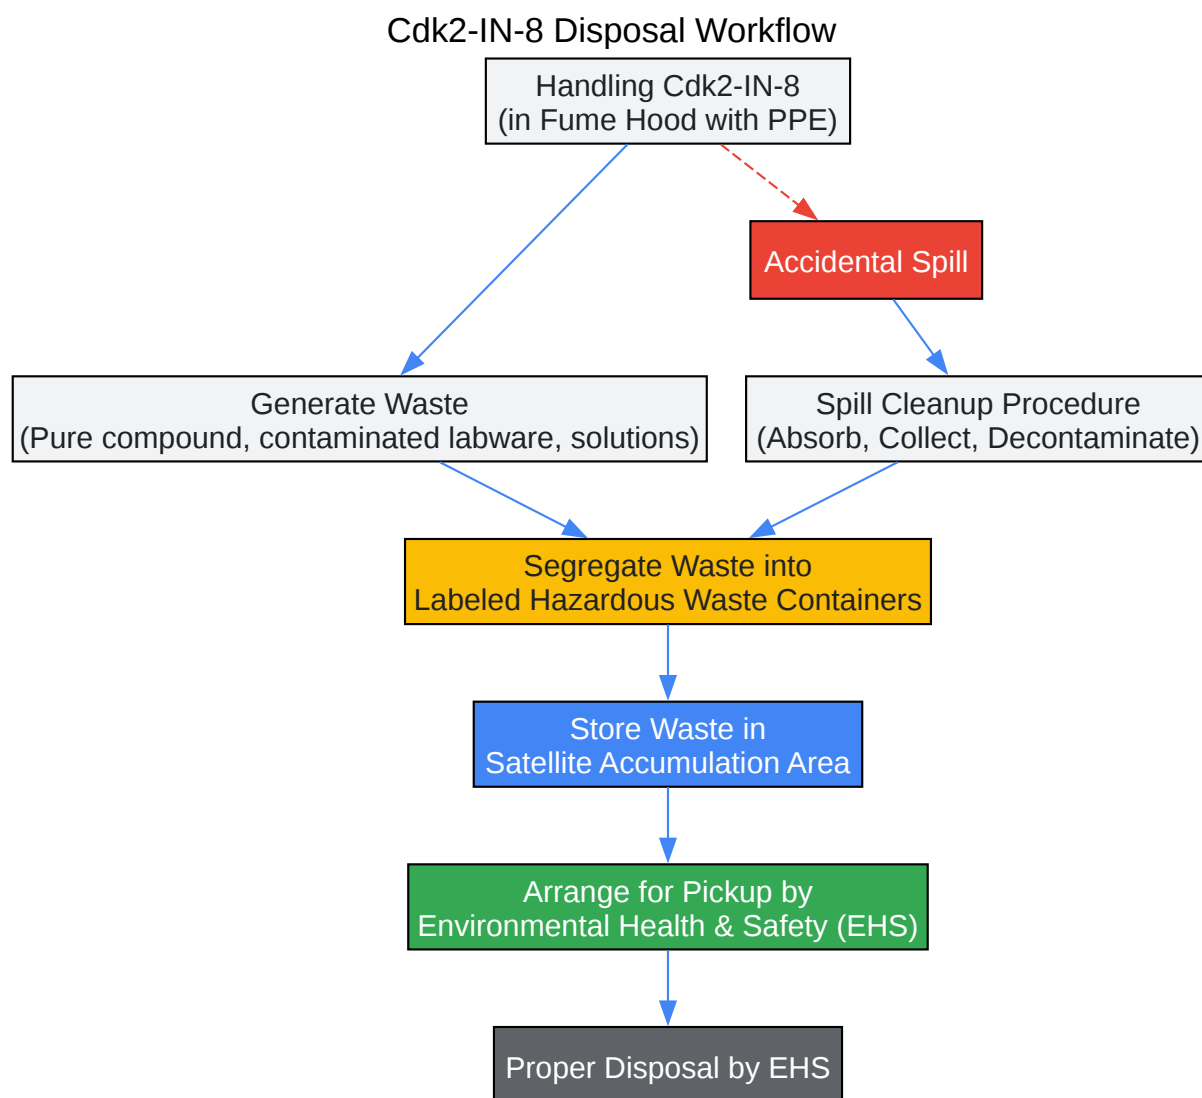 Cdk2-IN-8 Disposal Workflow
Handling Cdk2-IN-8
(in Fume Hood with PPE)
Accidental Spill
Generate Waste
(Pure compound, contaminated labware, solutions)
Spill Cleanup Procedure
(Absorb, Collect, Decontaminate)
Segregate Waste into
Labeled Hazardous Waste Containers
Store Waste in
Satellite Accumulation Area
Arrange for Pickup by
Environmental Health & Safety (EHS)
Proper Disposal by EHS